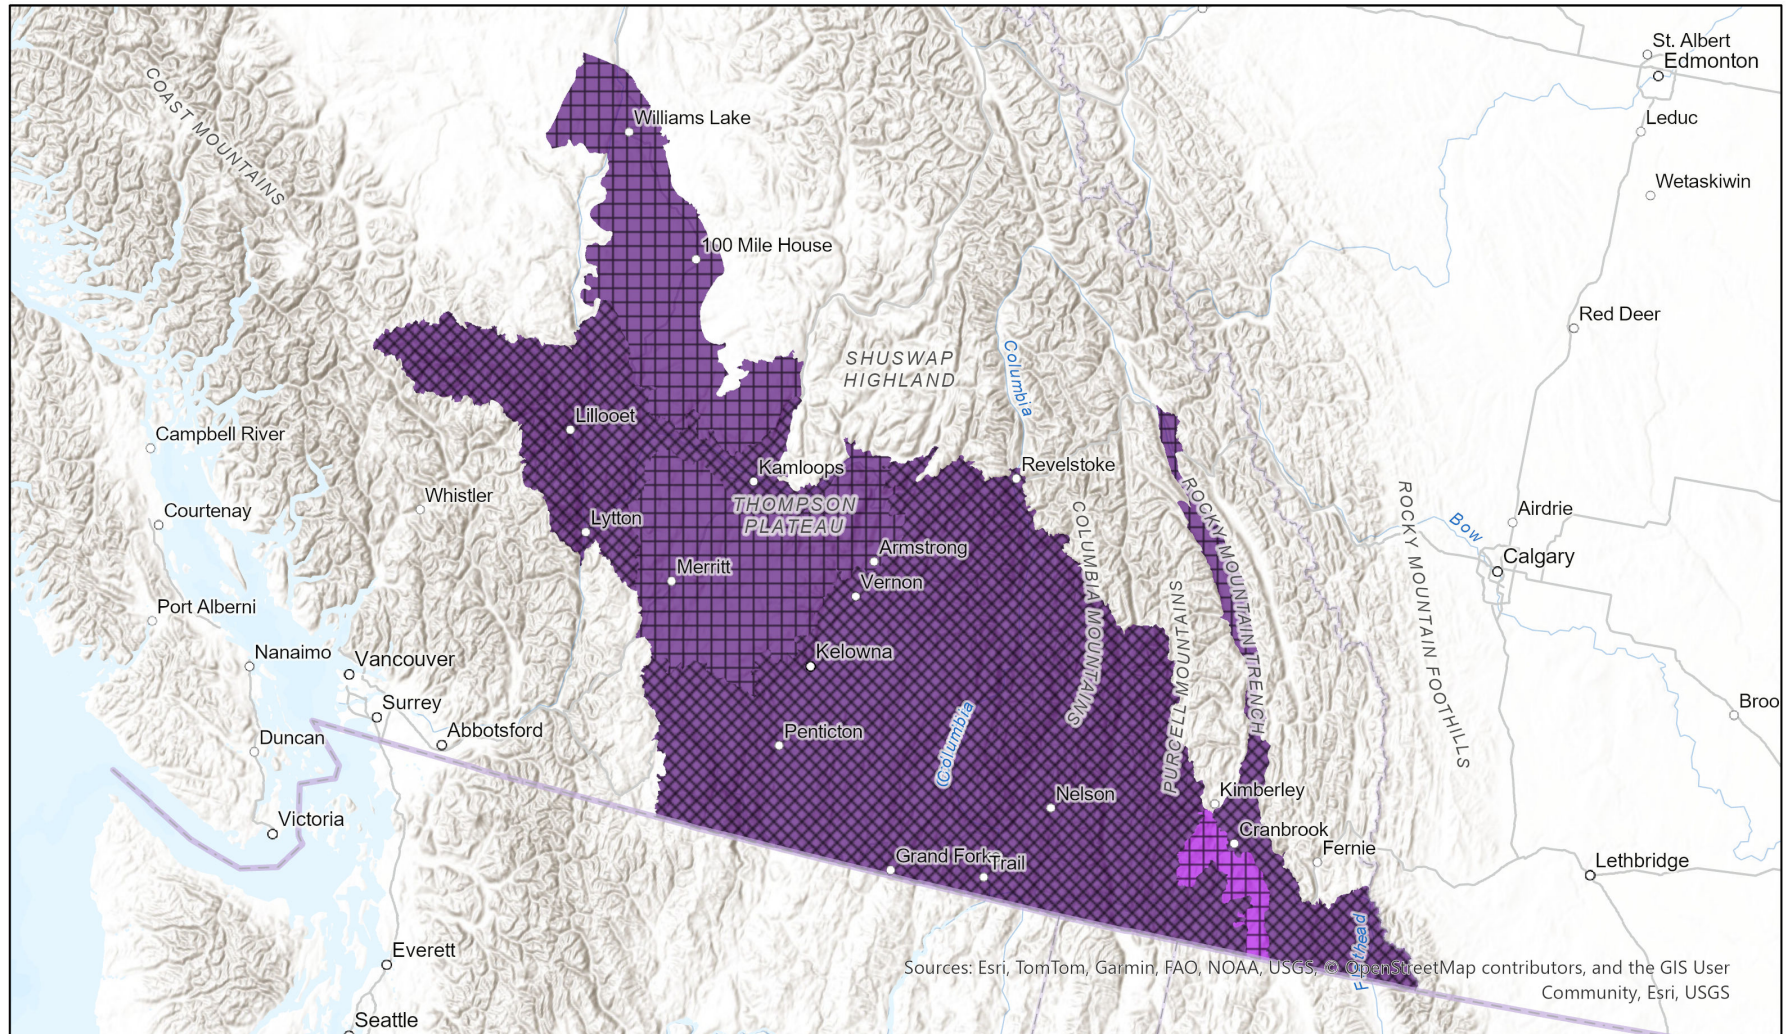 St. Albert
Edmonton
COAST MOUNTAINS
Williams Lake
Leduc
Wetaskiwin
100 Mile House
Red Deer
SHUSWAP
HIGHLAND
Columbia
Lillooet
Campbell River
Kamloops
Revelstoke
Whistler
THOMPSON
PLATEAU
Courtenay
Lytton
COLUMBIA MOUNTAINS
ROCKY MOUNTAIN TRENCH
ROCKY MOUNTAIN FOOTHILLS
Airdrie
Bow
Calgary
Armstrong
Merritt
Vernon
PURCELL MOUNTAINS
Port Alberni
Nanaimo
Vancouver
Kelowna
Surrey
Abbotsford
Duncan
Penticton
Columbia
Broo
Nelson
Kimberley
Victoria
Cranbrook
Fernie
Grand Forks
Trail
Lethbridge
Flathead
Everett
Sources: Esri, TomTom, Garmin, FAO, NOAA, USGS, © OpenStreetMap contributors, and the GIS User
Community, Esri, USGS
Seattle